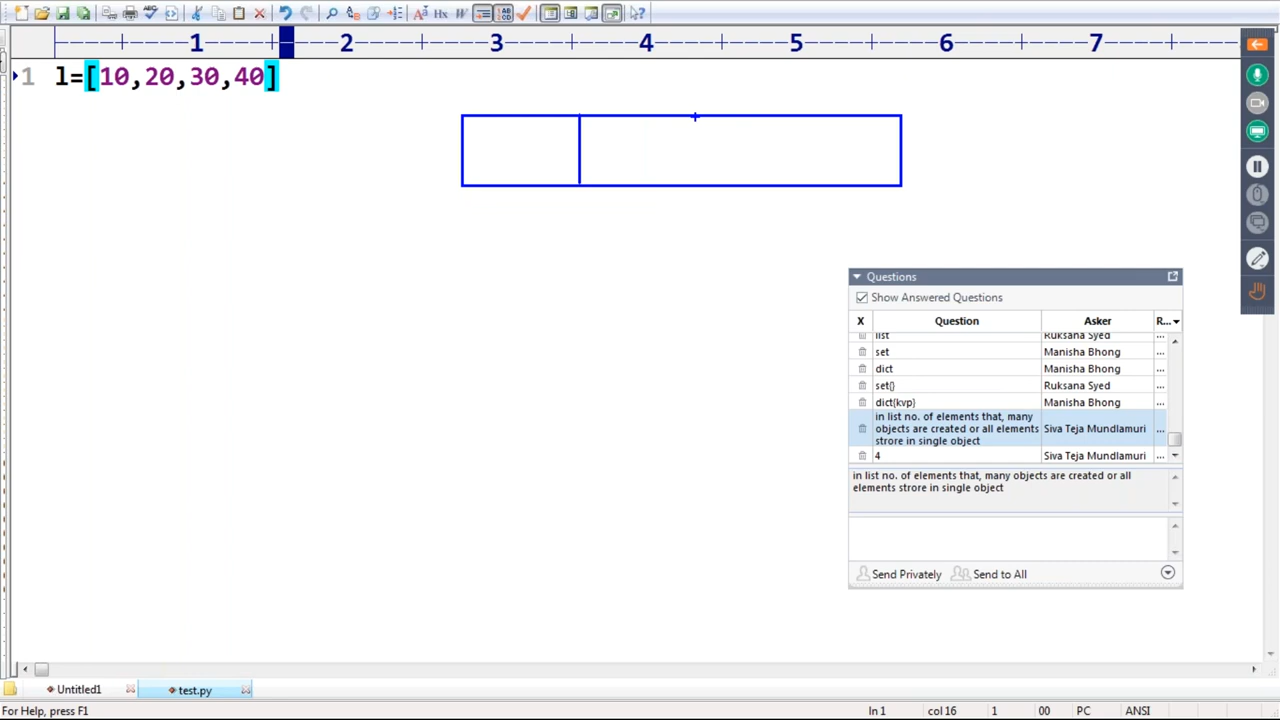 1 2 3 4 5 6 7
1 l=[10,20,30,40]
Questions
Show Answered Questions
X Question Asker R...
list Ruksana Syed
set Manisha Bhong ...
dict Manisha Bhong ...
set{} Ruksana Syed ...
dict{kvp} Manisha Bhong ...
in list no. of elements that, many
objects are created or all elements Siva Teja Mundlamuri ...
strore in single object
4 Siva Teja Mundlamuri ...
in list no. of elements that, many objects are created or all
elements strore in single object
Send Privately Send to All
Untitled1 test.py
For Help, press F1 ln 1 col 16 1 00 PC ANSI